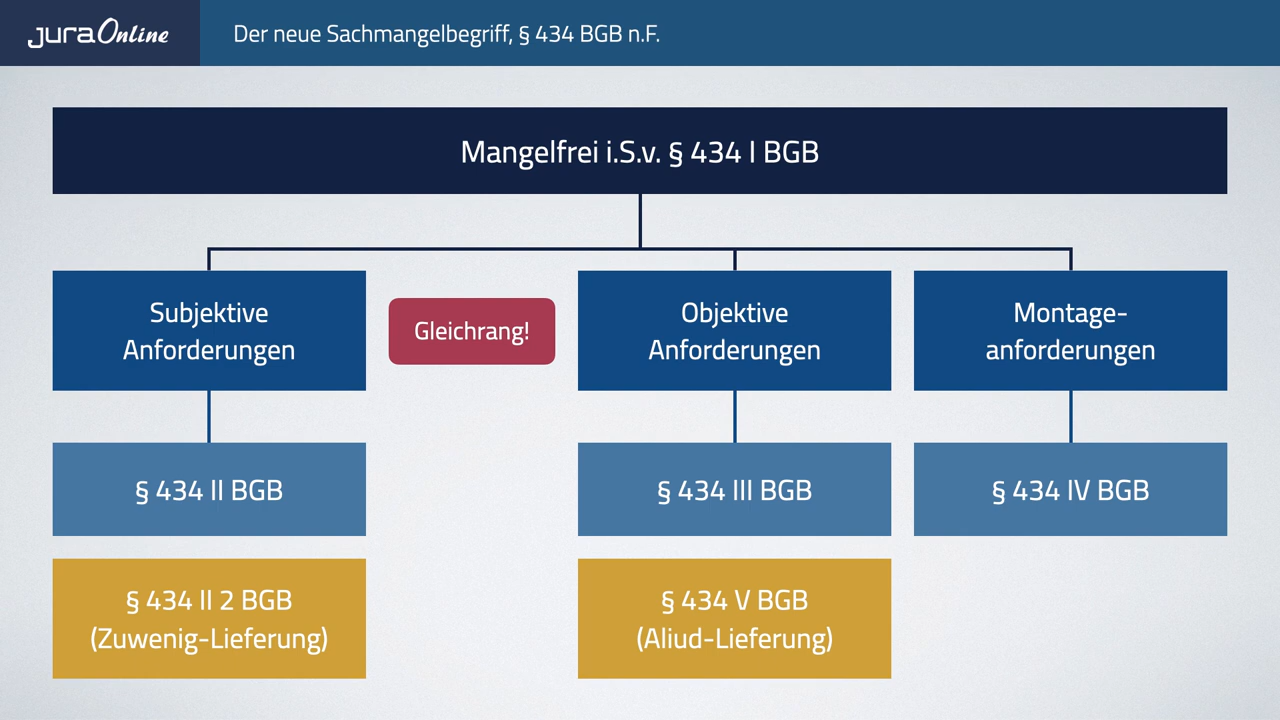 juraOnline
Der neue Sachmangelbegriff, § 434 BGB n.F.
Mangelfrei i.S.v. § 434 I BGB
Subjektive
Anforderungen
Gleichrang!
Objektive
Anforderungen
Montage-
anforderungen
§ 434 II BGB
§ 434 III BGB
§ 434 IV BGB
§ 434 II 2 BGB
(Zuwenig-Lieferung)
§ 434 V BGB
(Aliud-Lieferung)